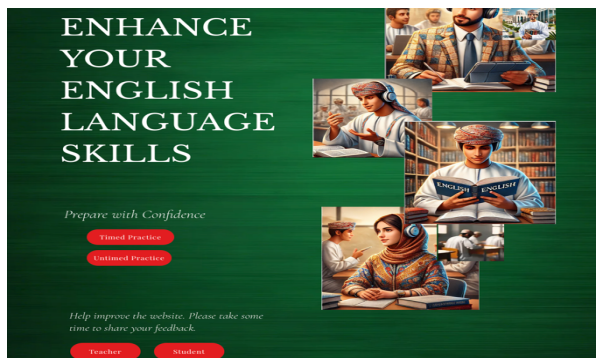 ENHANCE
YOUR
ENGLISH
LANGUAGE
SKILLS
Prepare with Confidence
Timed Practice
Untimed Practice
ENGLISH ENGLISH
Help improve the website. Please take some
time to share your feedback.
Teacher Student